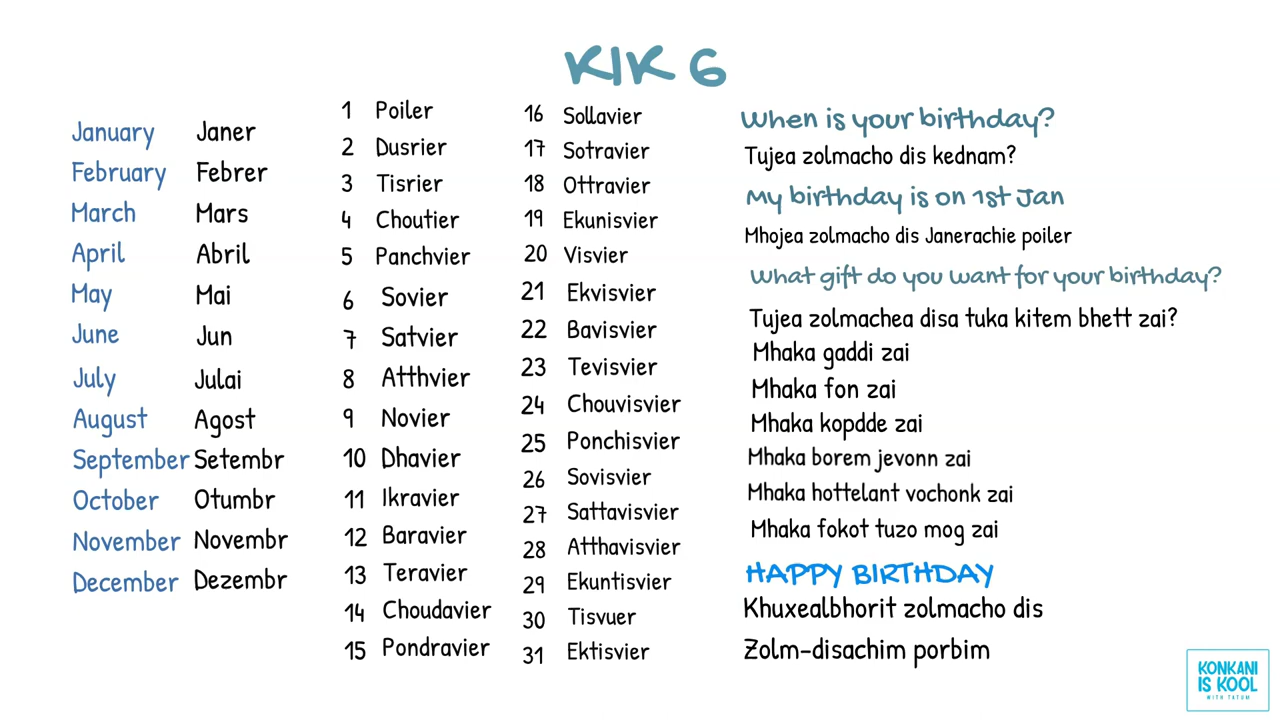 KIK 6
January Janer
February Febrer
March Mars
April Abril
May Mai
June Jun
July Julai
August Agost
September Setembr
October Otumbr
November Novembr
December Dezembr
1 Poiler
2 Dusrier
3 Tisrier
4 Choutier
5 Panchvier
6 Sovier
7 Satvier
8 Atthvier
9 Novier
10 Dhavier
11 Ikravier
12 Baravier
13 Teravier
14 Choudavier
15 Pondravier
16 Sollavier
17 Sotravier
18 Ottravier
19 Ekunisvier
20 Visvier
21 Ekvisvier
22 Bavisvier
23 Tevisvier
24 Chouvisvier
25 Ponchisvier
26 Sovisvier
27 Sattavisvier
28 Atthavisvier
29 Ekuntisvier
30 Tisvuer
31 Ektisvier
When is your birthday?
Tujea zolmacho dis kednam?
My birthday is on 1st Jan
Mhojea zolmacho dis Janerachie poiler
What gift do you want for your birthday?
Tujea zolmachea disa tuka kitem bhett zai?
Mhaka gaddi zai
Mhaka fon zai
Mhaka kopdde zai
Mhaka borem jevonn zai
Mhaka hottelant vochonk zai
Mhaka fokot tuzo mog zai
HAPPY BIRTHDAY
Khuxealbhorit zolmacho dis
Zolm-disachim porbim
KONKANI
IS KOOL
WITH TATUM